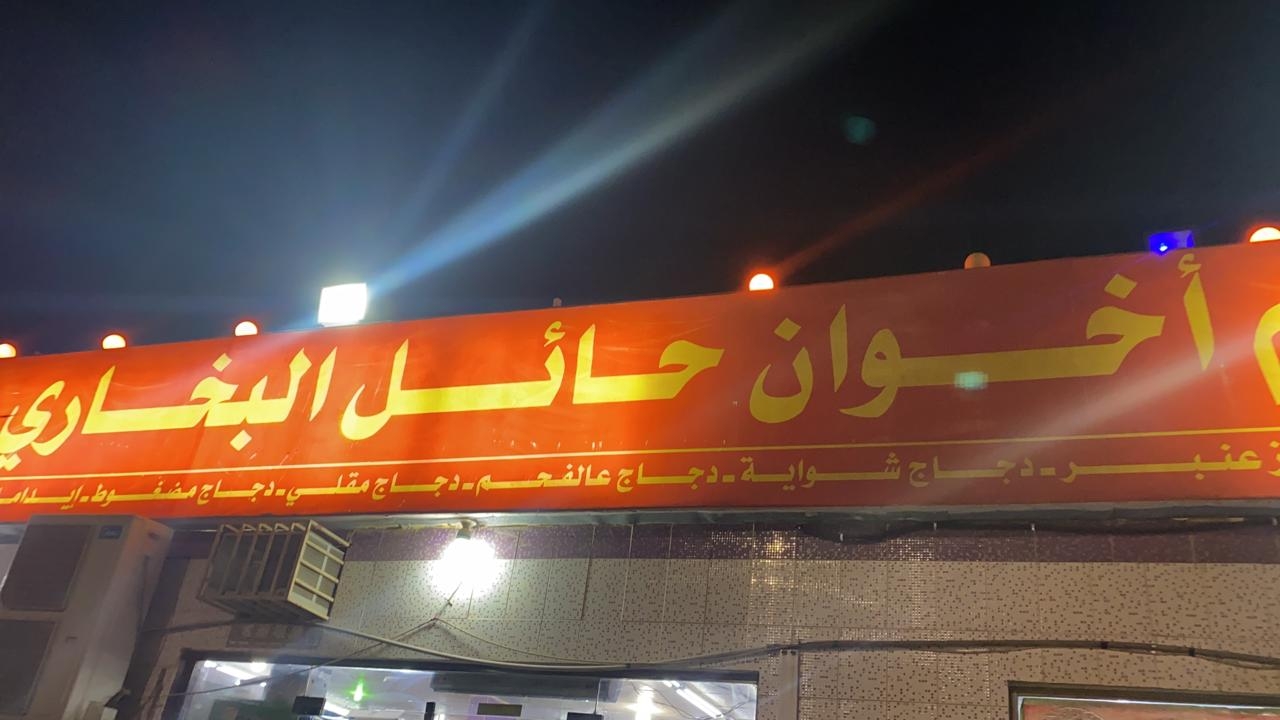 أخوان حائل البخاري
عنبر - دجاج شواية - دجاج عالفحم - دجاج مقلي - دجاج مضغوط